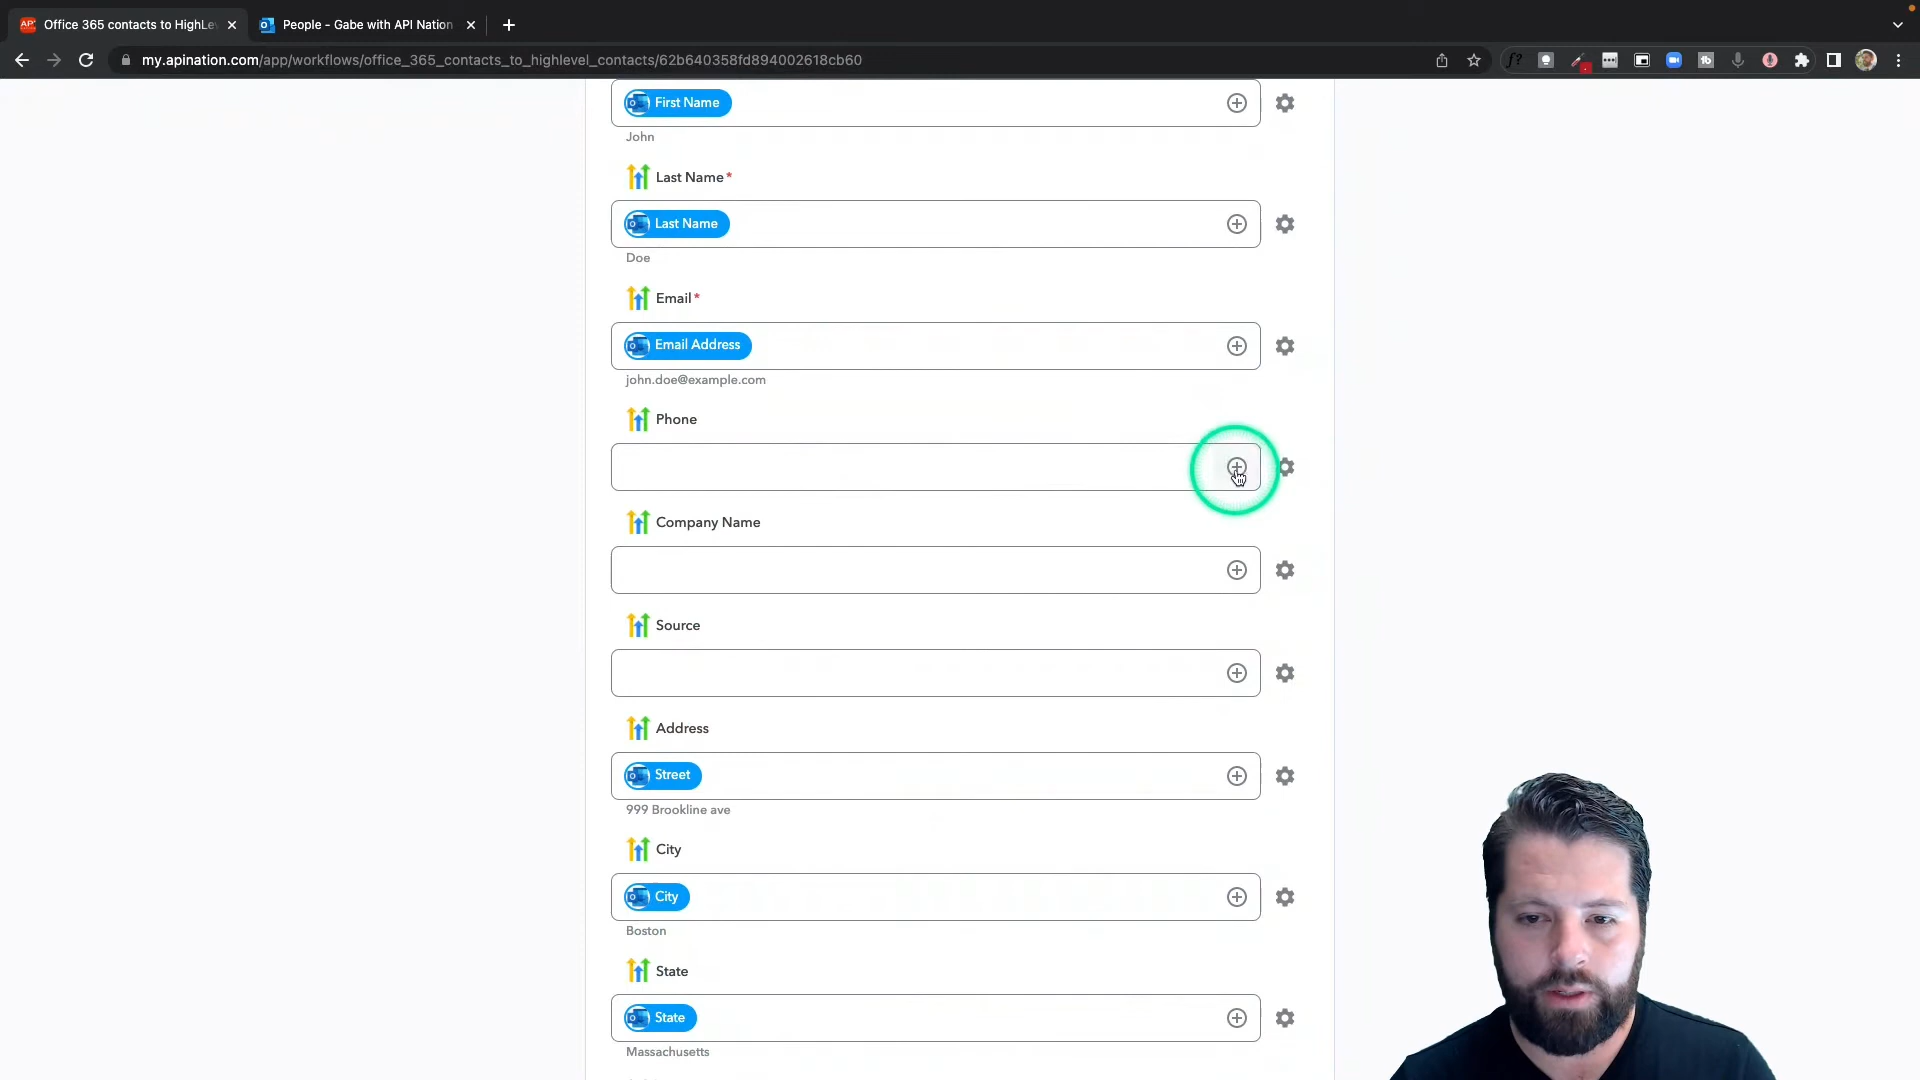 Office 365 contacts to HighLe
People - Gabe with API Nation
my.apination.com/app/workflows/office_365_contacts_to_highlevel_contacts/62b640358fd894002618cb60
First Name
John
Last Name*
Last Name
Doe
Email*
Email Address
john.doe@example.com
Phone
Company Name
Source
Address
Street
999 Brookline ave
City
City
Boston
State
State
Massachusetts